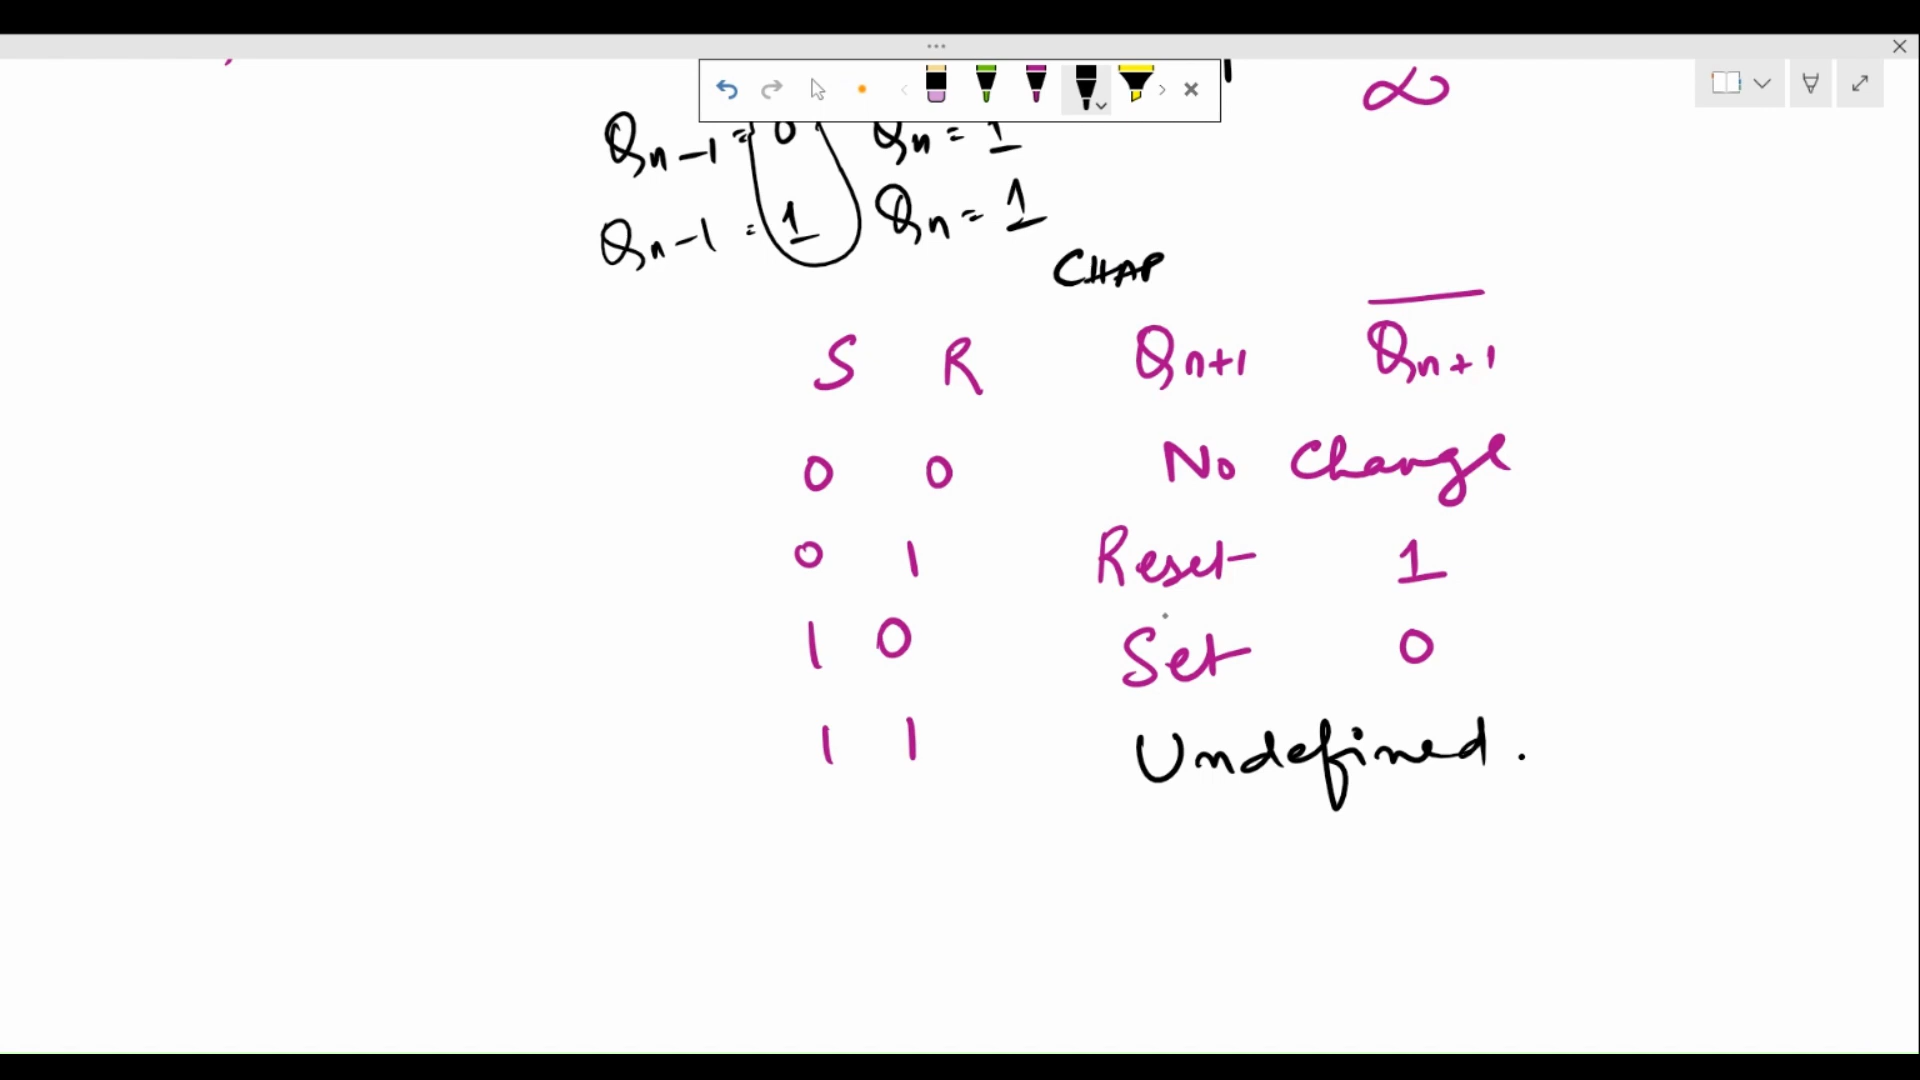 ∝
Qn-1 = 0 Qn = 1
Qn-1 = 1 Qn = 1
CHAP
S R Qn+1 Q̅n+1
0 0 No Change
0 1 Reset 1
1 0 Set 0
1 1 Undefined.